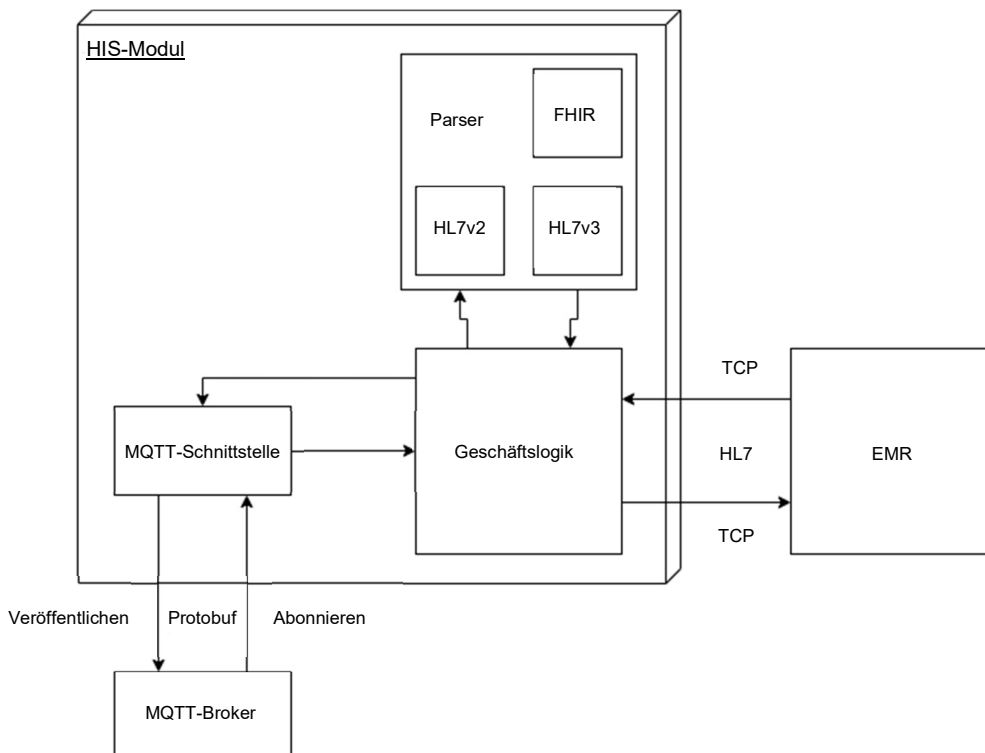 HIS-Modul
Parser
FHIR
HL7v2
HL7v3
MQTT-Schnittstelle
Geschäftslogik
TCP
HL7
TCP
EMR
Veröffentlichen
Protobuf
Abonnieren
MQTT-Broker